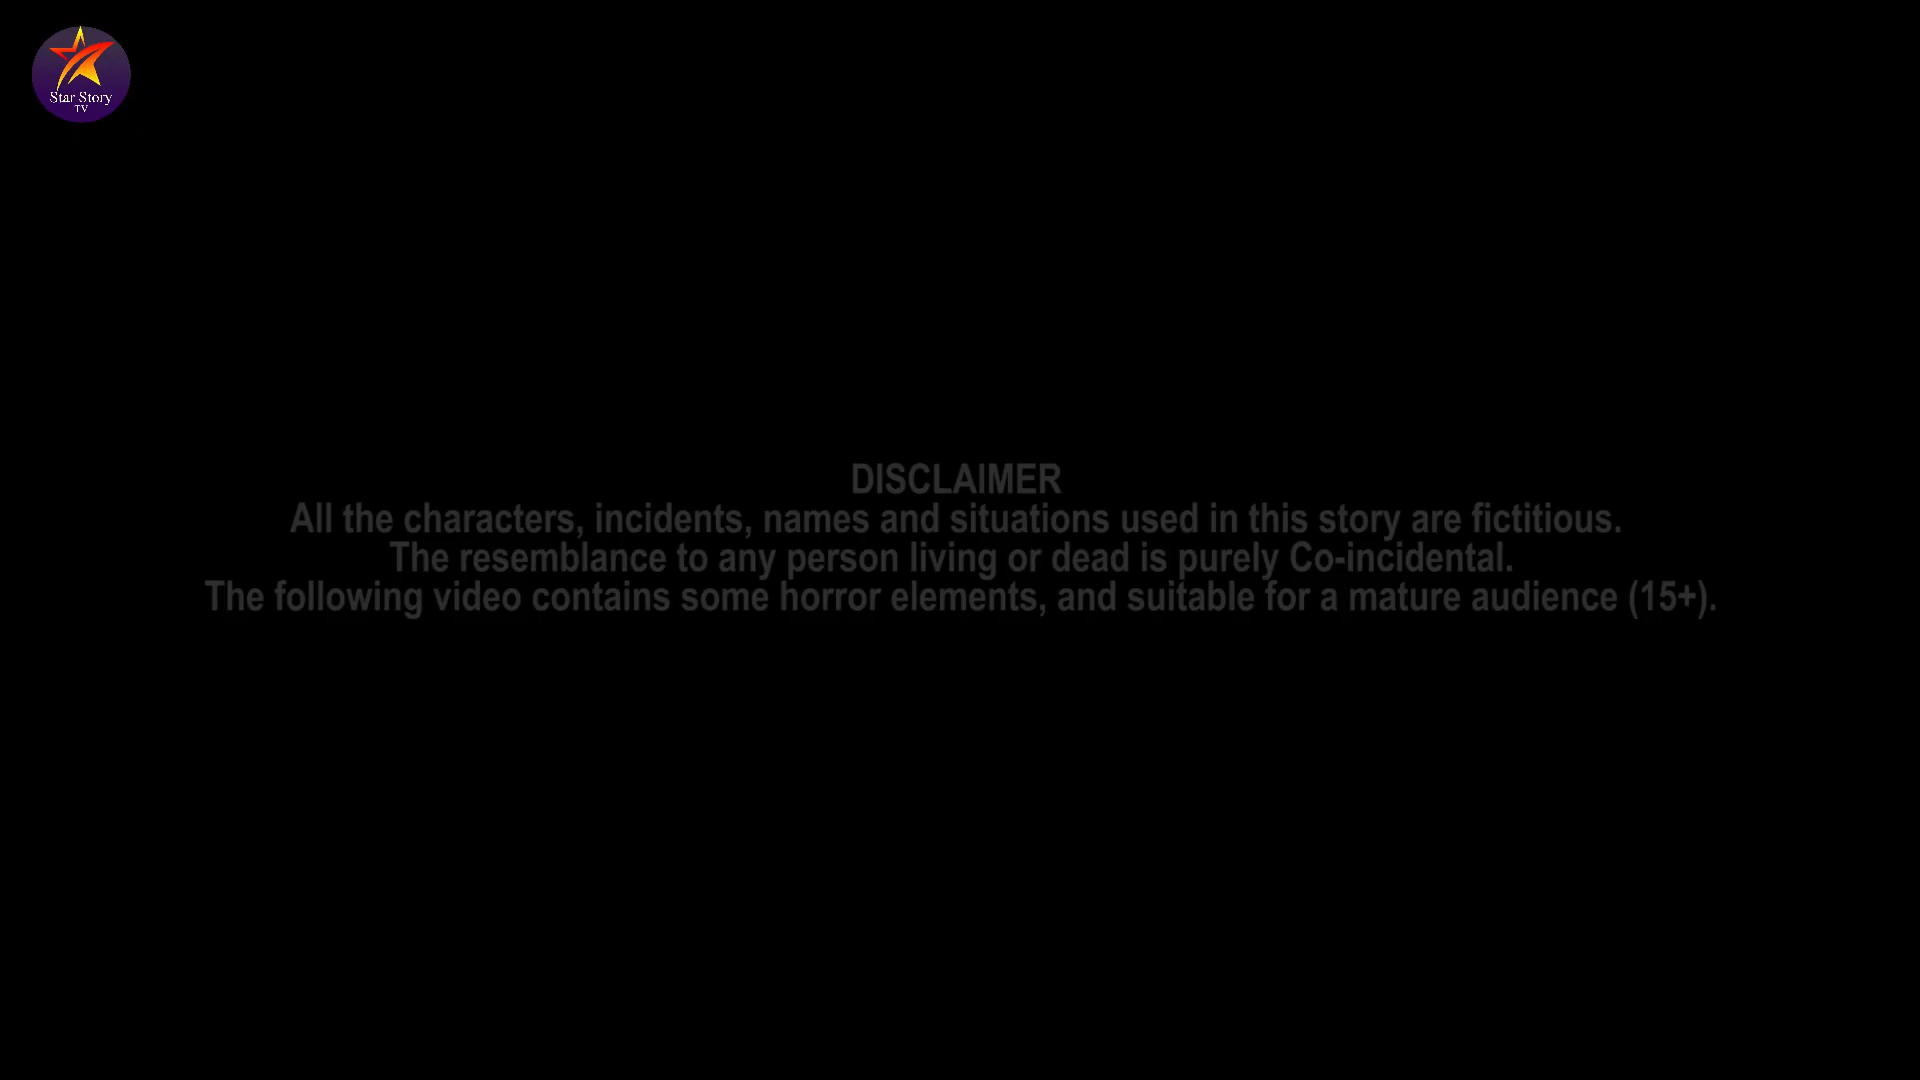 Star Story
TV
DISCLAIMER
All the characters, incidents, names and situations used in this story are fictitious.
The resemblance to any person living or dead is purely Co-incidental.
The following video contains some horror elements, and suitable for a mature audience (15+).